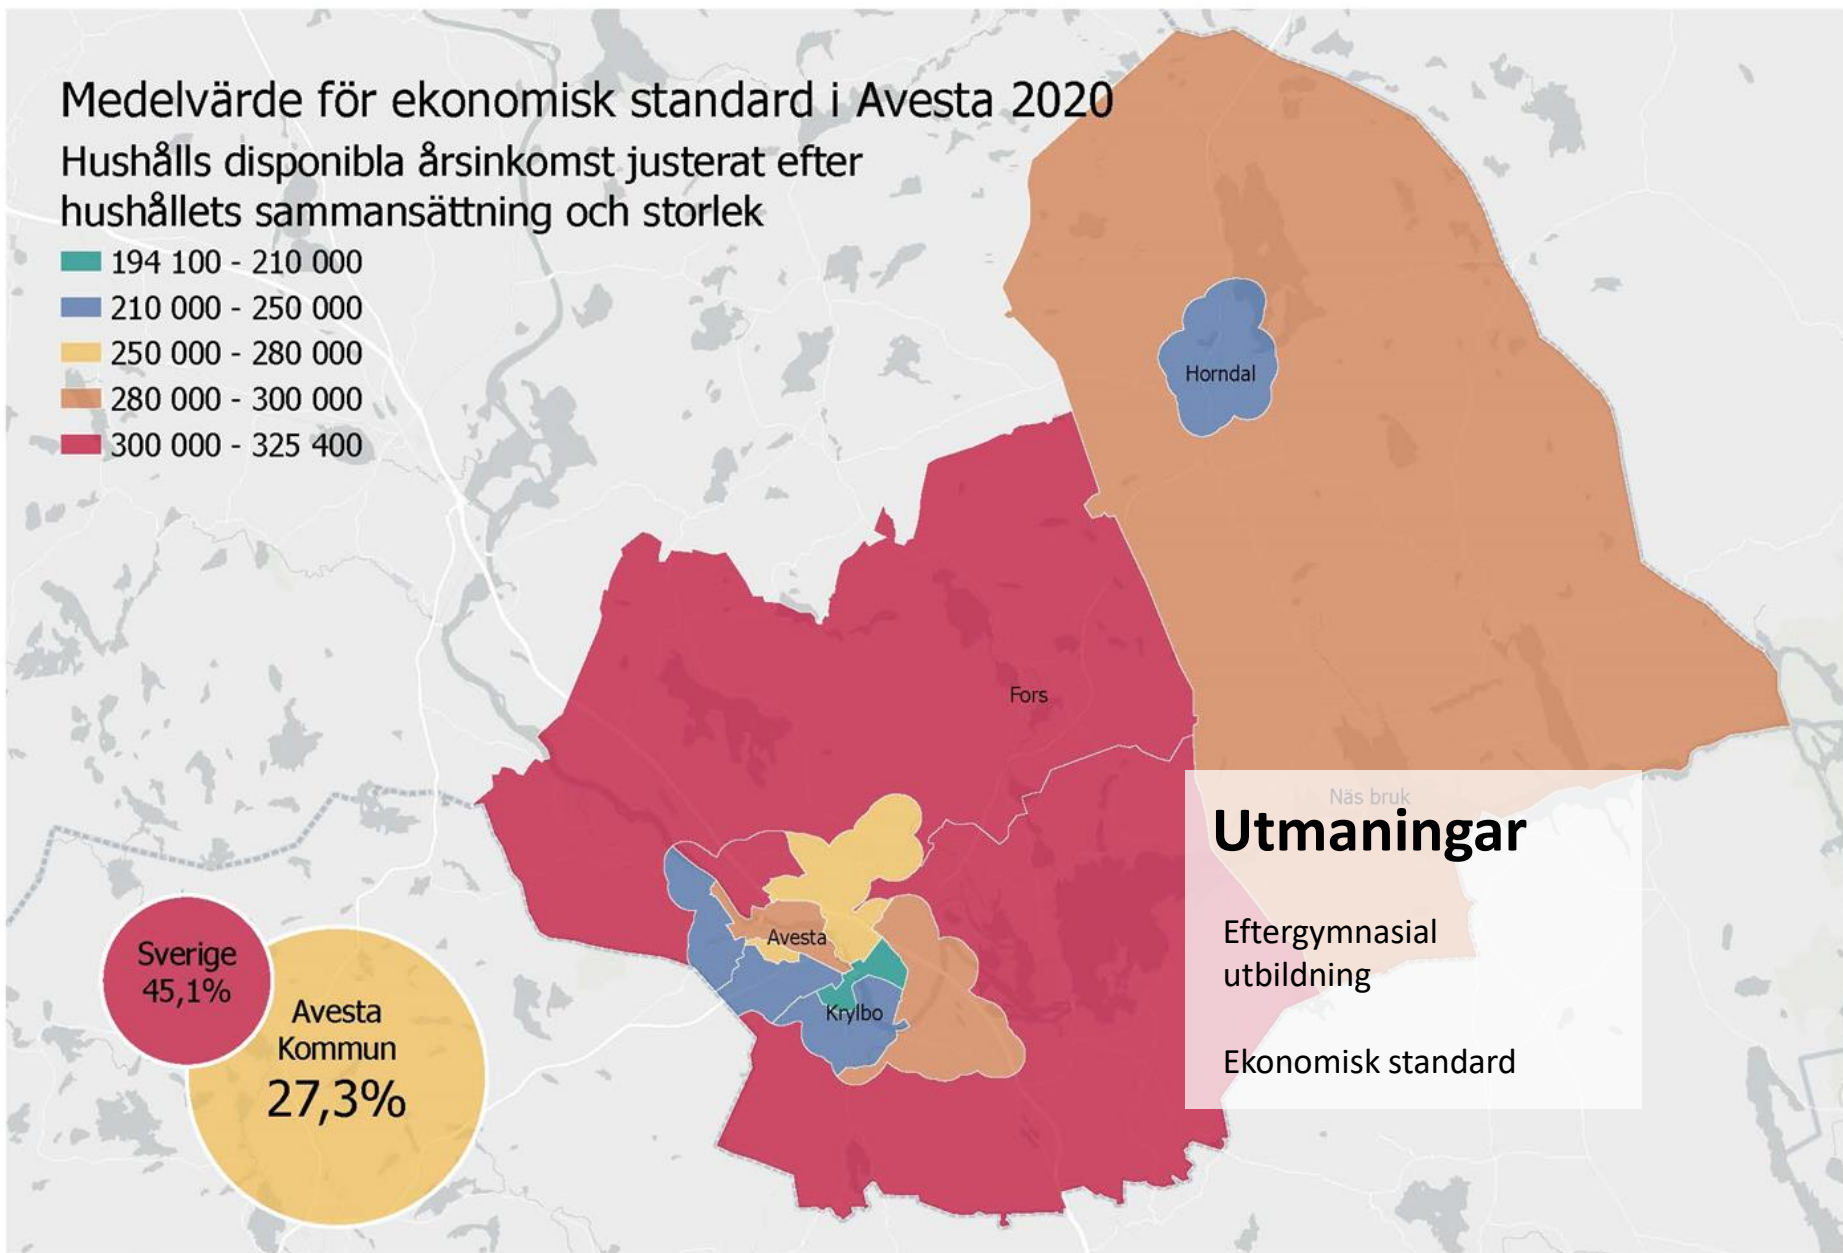 Medelvärde för ekonomisk standard i Avesta 2020
Hushålls disponibla årsinkomst justerat efter
hushållets sammansättning och storlek
194 100 - 210 000
210 000 - 250 000
250 000 - 280 000
280 000 - 300 000
300 000 - 325 400
Horndal
Fors
Näs bruk
Avesta
Krylbo
Sverige
45,1%
Avesta
Kommun
27,3%
Utmaningar
Eftergymnasial
utbildning
Ekonomisk standard